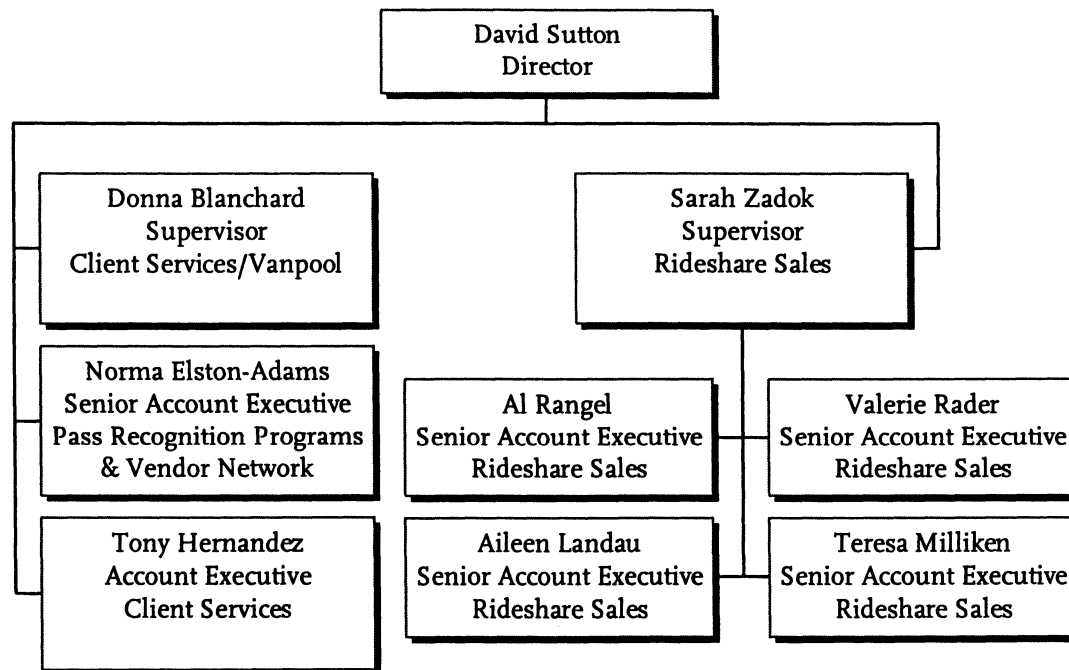 David Sutton
Director
Donna Blanchard
Supervisor
Client Services/Vanpool
Sarah Zadok
Supervisor
Rideshare Sales
Norma Elston-Adams
Senior Account Executive
Pass Recognition Programs
& Vendor Network
Al Rangel
Senior Account Executive
Rideshare Sales
Valerie Rader
Senior Account Executive
Rideshare Sales
Tony Hernandez
Account Executive
Client Services
Aileen Landau
Senior Account Executive
Rideshare Sales
Teresa Milliken
Senior Account Executive
Rideshare Sales